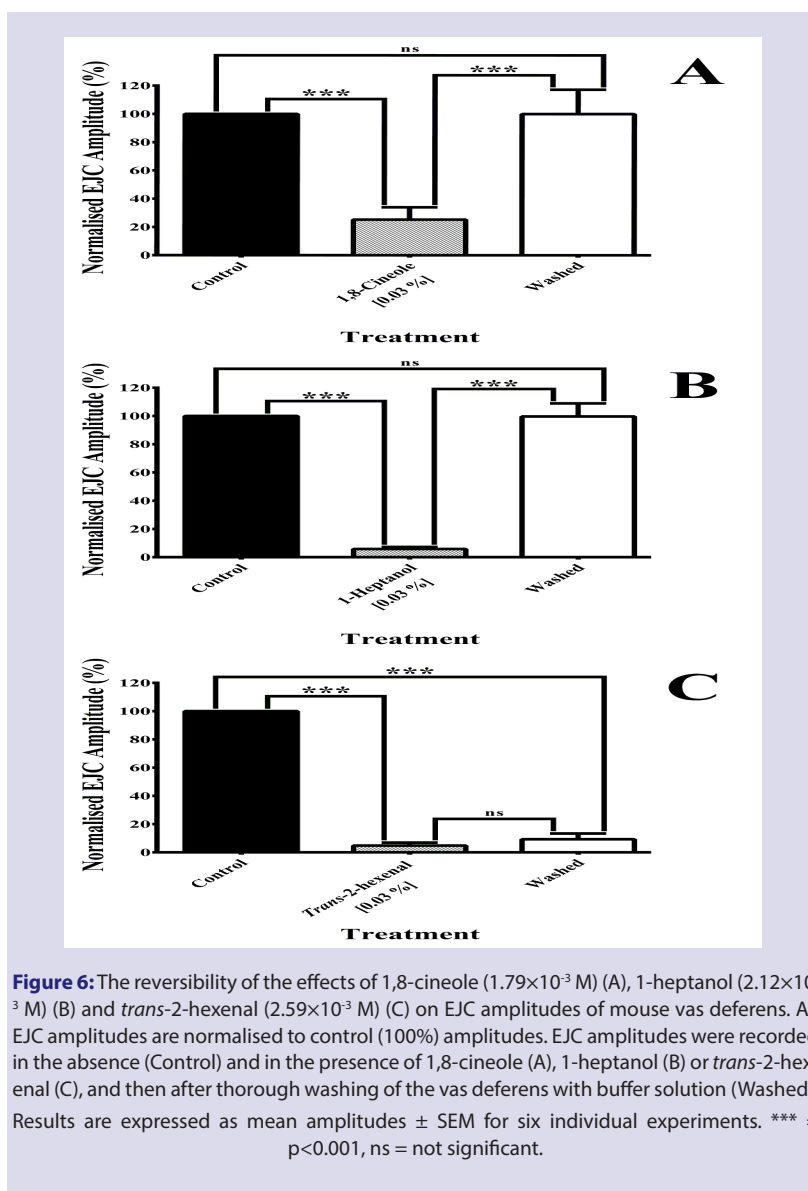 ns
***
***
A
Normalised EJC Amplitude (%)
120
100
80
60
40
20
0
Control
1,8-Cineole
[0.03 %]
Washed
Treatment
ns
***
***
B
Normalised EJC Amplitude (%)
120
100
80
60
40
20
0
Control
1-Heptanol
[0.03 %]
Washed
Treatment
***
***
ns
C
Normalised EJC Amplitude (%)
120
100
80
60
40
20
0
Control
Trans-2-hexenal
[0.03 %]
Washed
Treatment
Figure 6: The reversibility of the effects of 1,8-cineole (1.79×10⁻³ M) (A), 1-heptanol (2.12×10
³ M) (B) and trans-2-hexenal (2.59×10⁻³ M) (C) on EJC amplitudes of mouse vas deferens. A
EJC amplitudes are normalised to control (100%) amplitudes. EJC amplitudes were recorde
in the absence (Control) and in the presence of 1,8-cineole (A), 1-heptanol (B) or trans-2-hex
enal (C), and then after thorough washing of the vas deferens with buffer solution (Washed
Results are expressed as mean amplitudes ± SEM for six individual experiments. ***
p<0.001, ns = not significant.